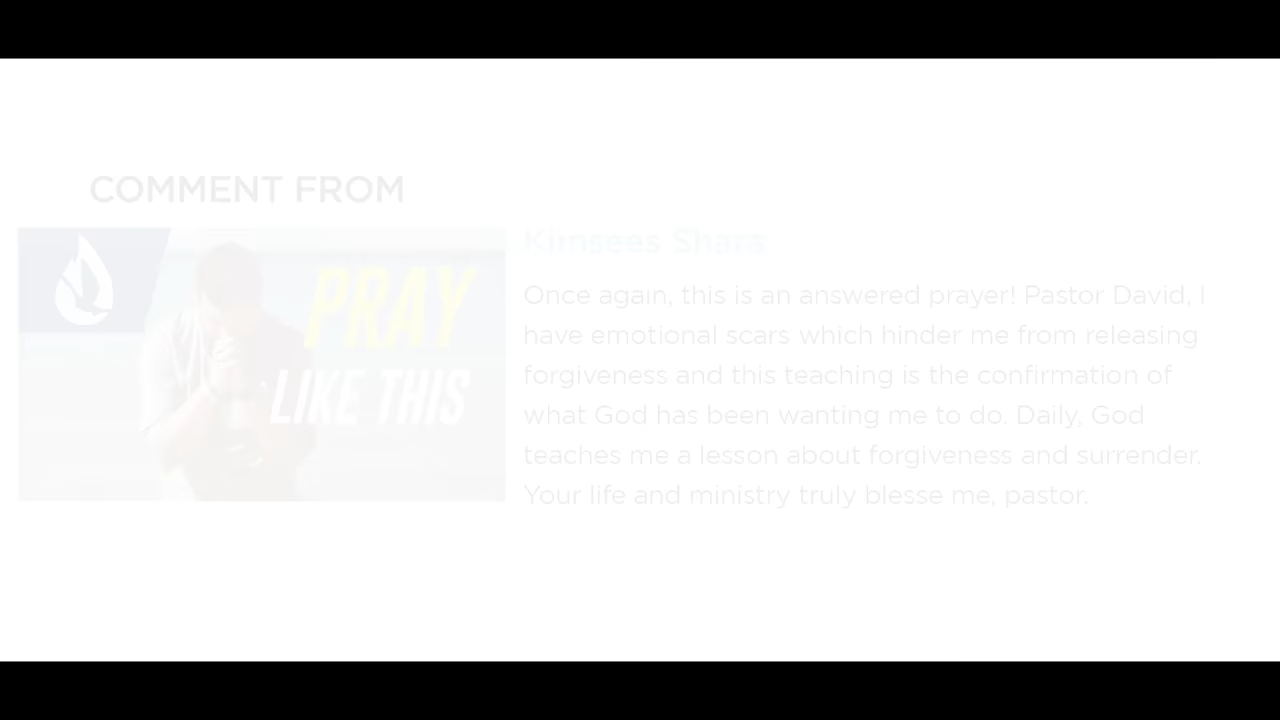 COMMENT FROM
PRAY
LIKE THIS
Kimsees Shara
Once again, this is an answered prayer! Pastor David, I
have emotional scars which hinder me from releasing
forgiveness and this teaching is the confirmation of
what God has been wanting me to do. Daily, God
teaches me a lesson about forgiveness and surrender.
Your life and ministry truly blesse me, pastor.